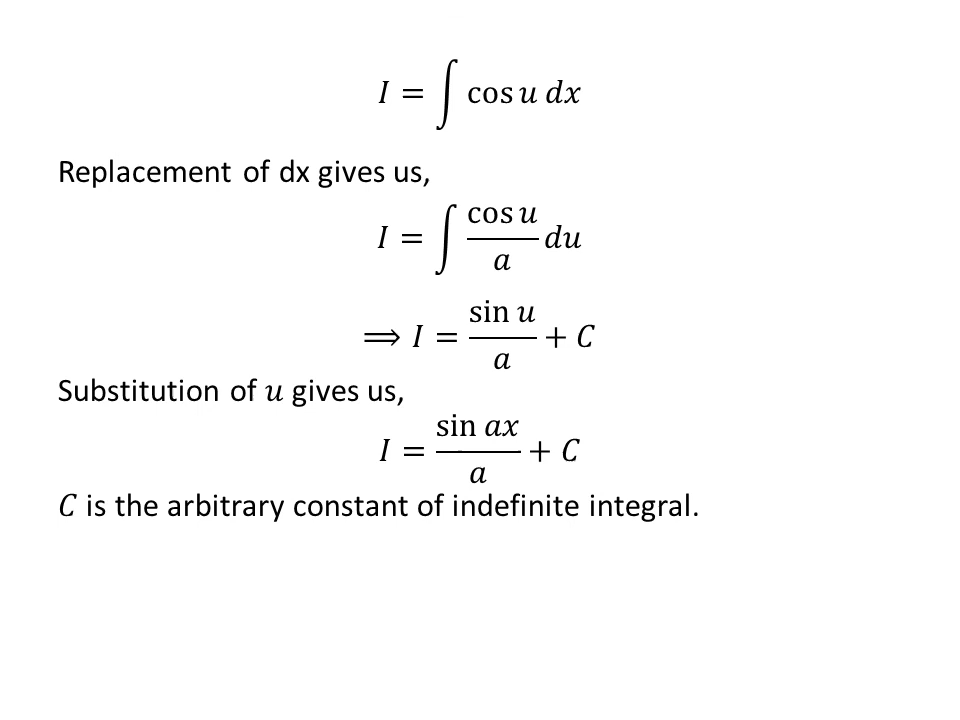 I = ∫ cos u dx
Replacement of dx gives us,
I = ∫ cos u / a du
⟹ I = sin u / a + C
Substitution of u gives us,
I = sin ax / a + C
C is the arbitrary constant of indefinite integral.